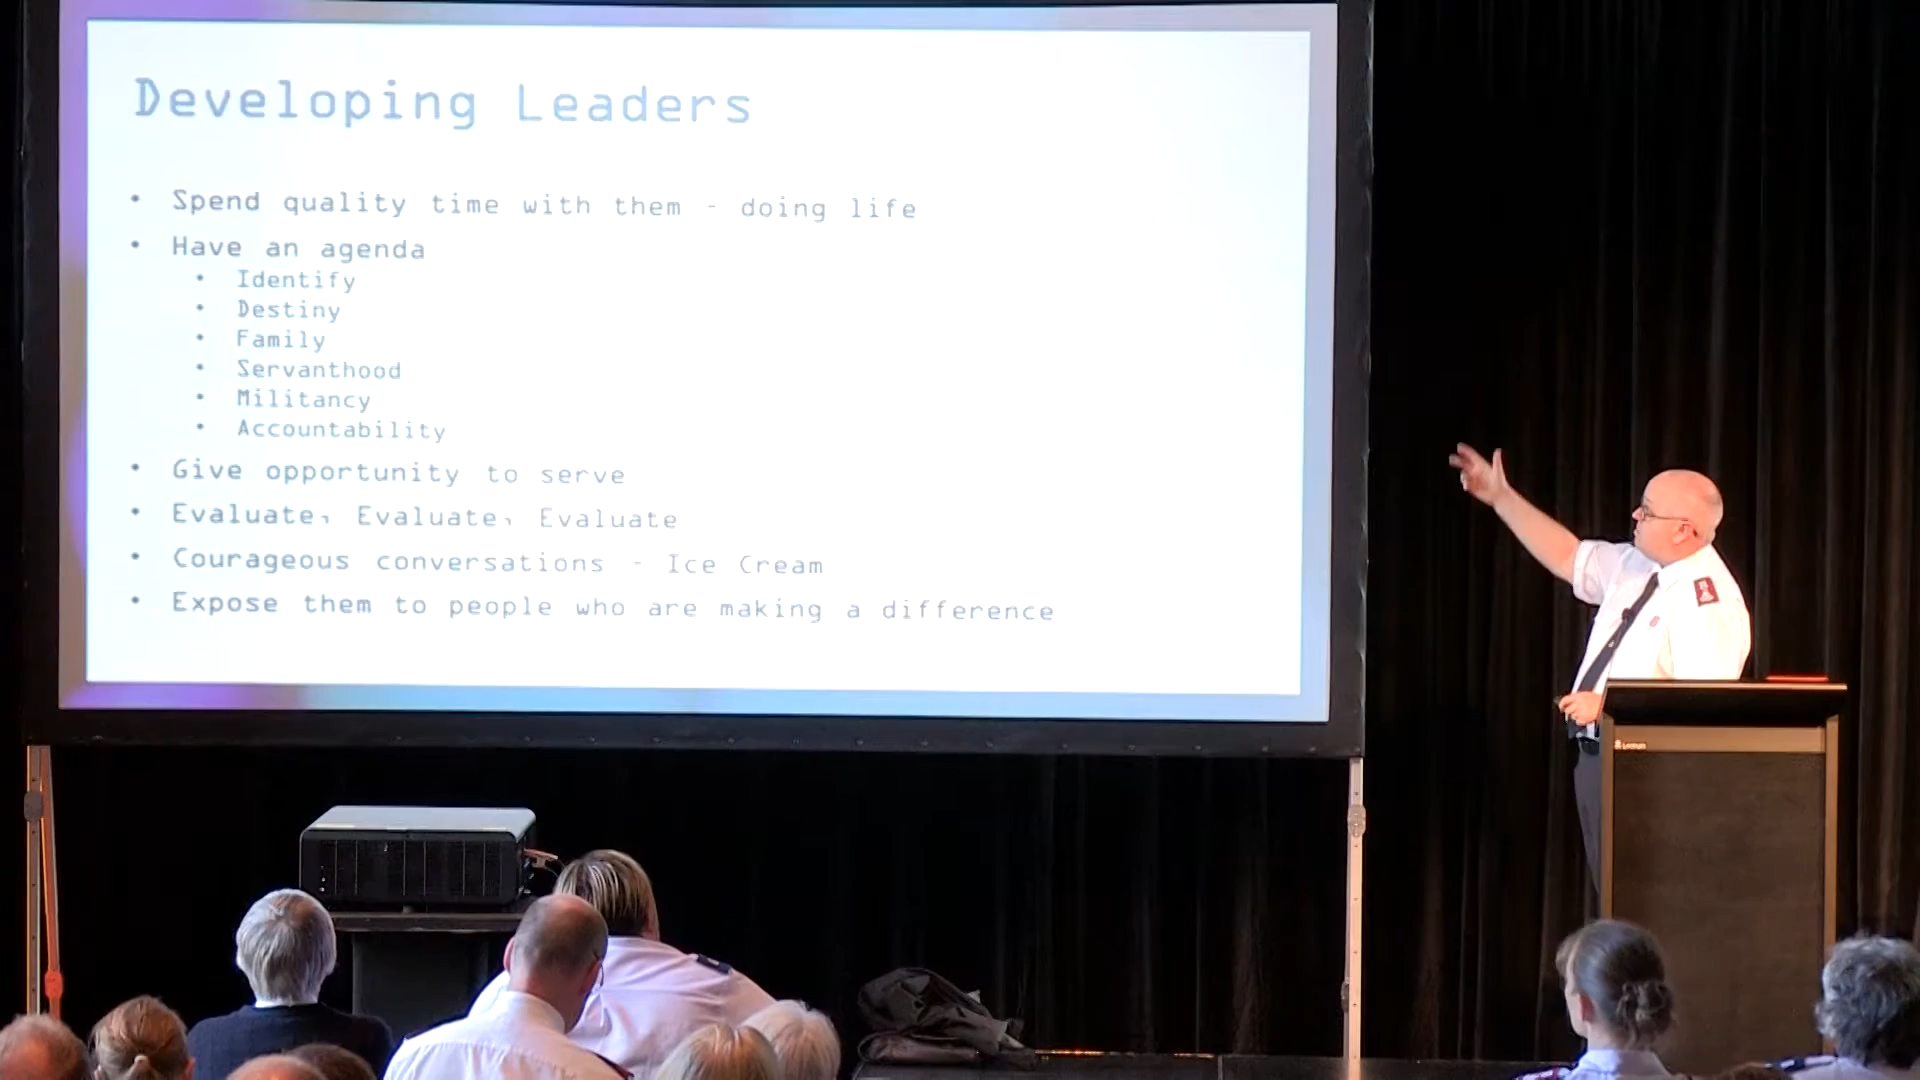 Developing Leaders
• Spend quality time with them - doing life
• Have an agenda
• Identify
• Destiny
• Family
• Servanthood
• Militancy
• Accountability
• Give opportunity to serve
• Evaluate, Evaluate, Evaluate
• Courageous conversations - Ice Cream
• Expose them to people who are making a difference